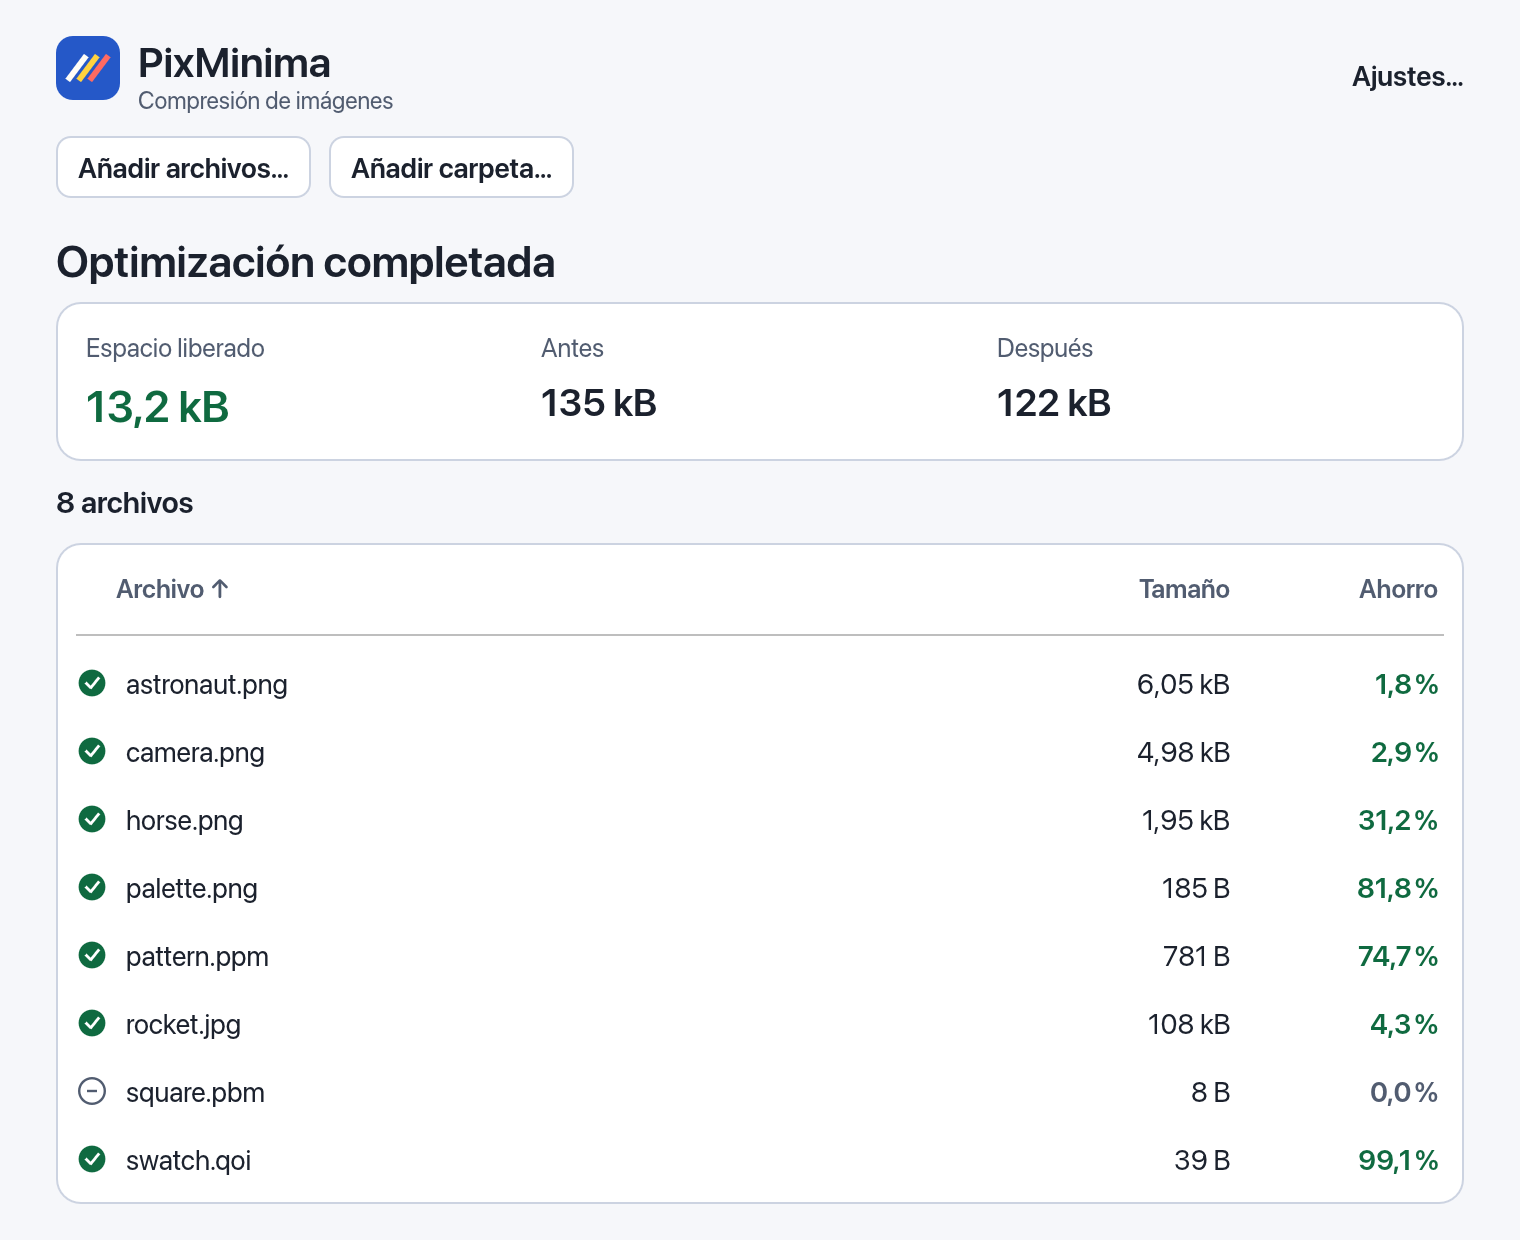 PixMinima
Compresión de imágenes
Ajustes...
Añadir archivos...
Añadir carpeta...
Optimización completada
Espacio liberado
Antes
Después
13,2 kB
135 kB
122 kB
8 archivos
Archivo ↑ Tamaño Ahorro
astronaut.png 6,05 kB 1,8 %
camera.png 4,98 kB 2,9 %
horse.png 1,95 kB 31,2 %
palette.png 185 B 81,8 %
pattern.ppm 781 B 74,7 %
rocket.jpg 108 kB 4,3 %
square.pbm 8 B 0,0 %
swatch.qoi 39 B 99,1 %